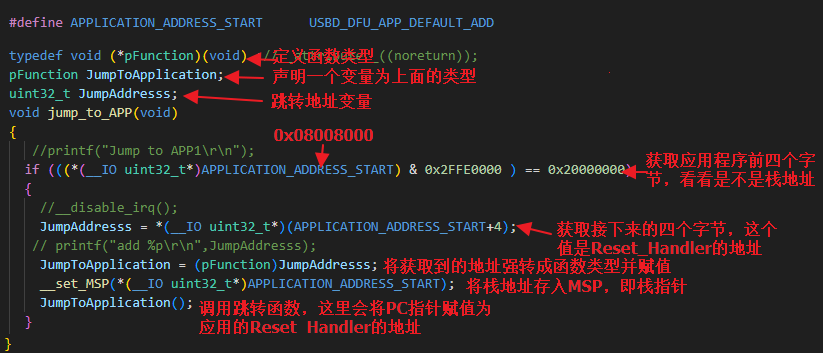 #define APPLICATION_ADDRESS_START USBD_DFU_APP_DEFAULT_ADD
typedef void (*pFunction)(void) // ((noreturn));
定义函数类型
pFunction JumpToApplication;
声明一个变量为上面的类型
uint32_t JumpAddresss;
跳转地址变量
void jump_to_APP(void)
{
0x08008000
//printf("Jump to APP1\r\n");
if (((*(__IO uint32_t*)APPLICATION_ADDRESS_START) & 0x2FFE0000 ) == 0x20000000)
获取应用程序前四个字
节，看看是不是栈地址
{
//__disable_irq();
JumpAddresss = *(__IO uint32_t*)(APPLICATION_ADDRESS_START+4);
获取接下来的四个字节，这个
值是Reset_Handler的地址
// printf("add %p\r\n",JumpAddresss);
JumpToApplication = (pFunction)JumpAddresss; 将获取到的地址强转成函数类型并赋值
__set_MSP(*(__IO uint32_t*)APPLICATION_ADDRESS_START); 将栈地址存入MSP，即栈指针
JumpToApplication(); 调用跳转函数，这里会将PC指针赋值为
应用的Reset_Handler的地址
}
}